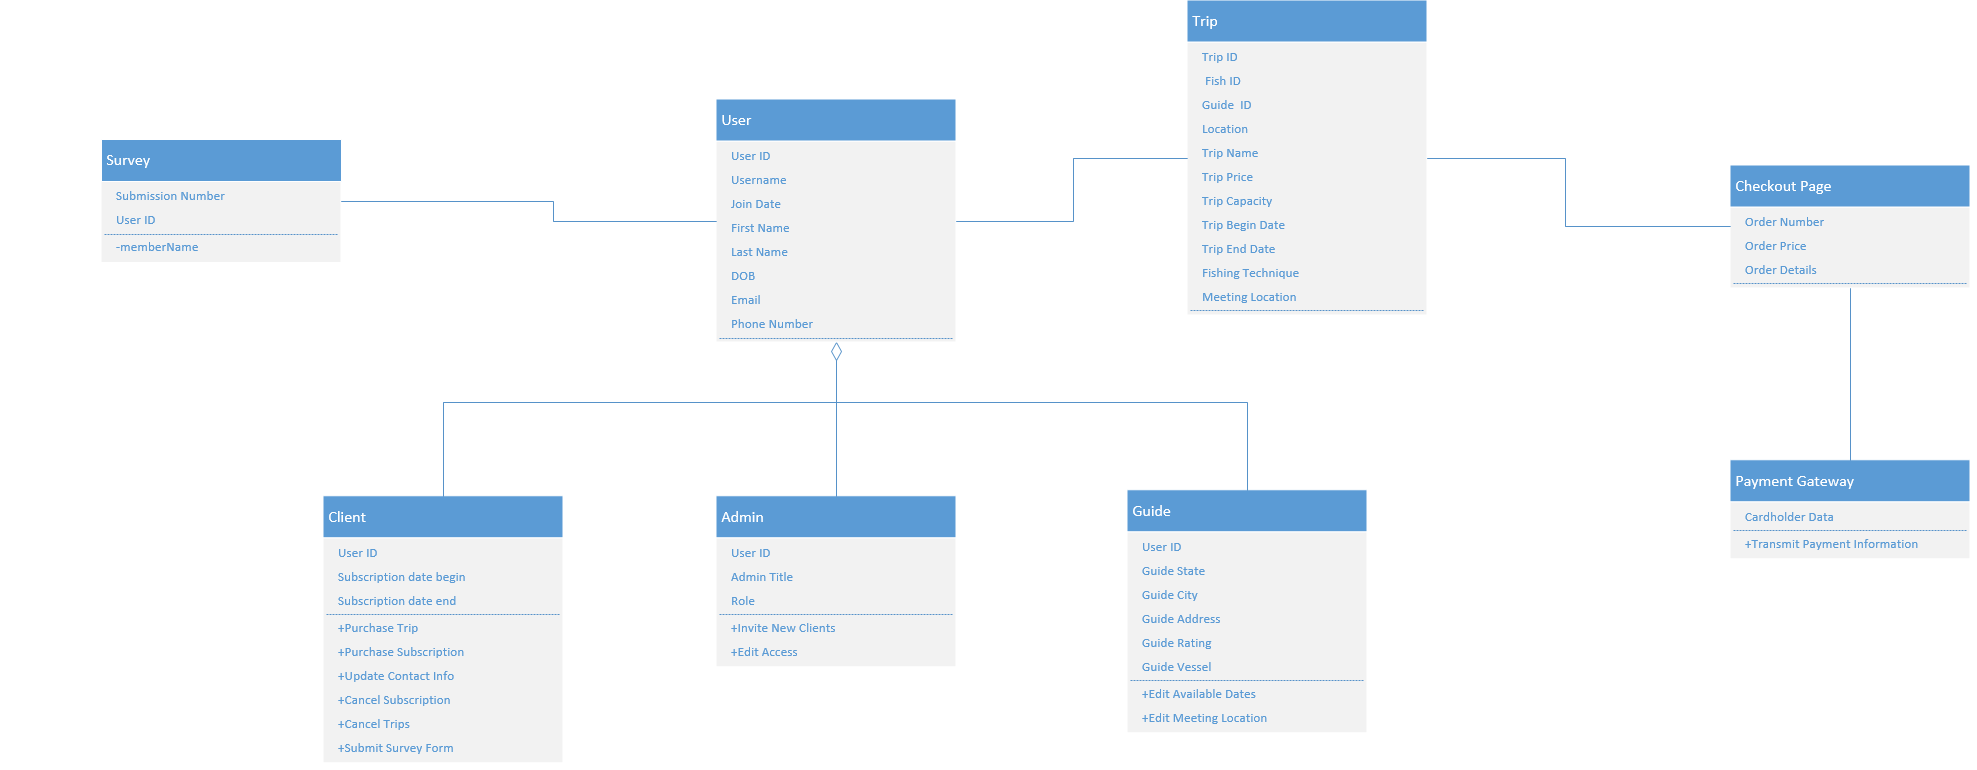 Survey
Submission Number
User ID
-memberName
User
User ID
Username
Join Date
First Name
Last Name
DOB
Email
Phone Number
Trip
Trip ID
Fish ID
Guide  ID
Location
Trip Name
Trip Price
Trip Capacity
Trip Begin Date
Trip End Date
Fishing Technique
Meeting Location
Checkout Page
Order Number
Order Price
Order Details
Client
User ID
Subscription date begin
Subscription date end
+Purchase Trip
+Purchase Subscription
+Update Contact Info
+Cancel Subscription
+Cancel Trips
+Submit Survey Form
Admin
User ID
Admin Title
Role
+Invite New Clients
+Edit Access
Guide
User ID
Guide State
Guide City
Guide Address
Guide Rating
Guide Vessel
+Edit Available Dates
+Edit Meeting Location
Payment Gateway
Cardholder Data
+Transmit Payment Information